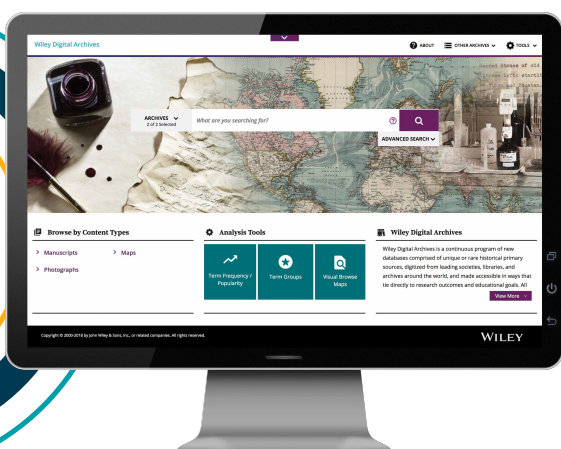 Wiley Digital Archives
ABOUT OTHER ARCHIVES TOOLS
ARCHIVES
2 of 2 Selected
What are you searching for?
ADVANCED SEARCH
Browse by Content Types
Manuscripts Maps
Photographs
Analysis Tools
Term Frequency /
Popularity
Term Groups
Visual Browse
Maps
Wiley Digital Archives
Wiley Digital Archives is a continuous program of new
databases comprised of unique or rare historical primary
sources, digitized from leading societies, libraries, and
archives around the world, and made accessible in ways that
tie directly to research outcomes and educational goals. All
View More
Copyright © 2000-2018 by John Wiley & Sons, Inc., or related companies. All rights reserved.
WILEY